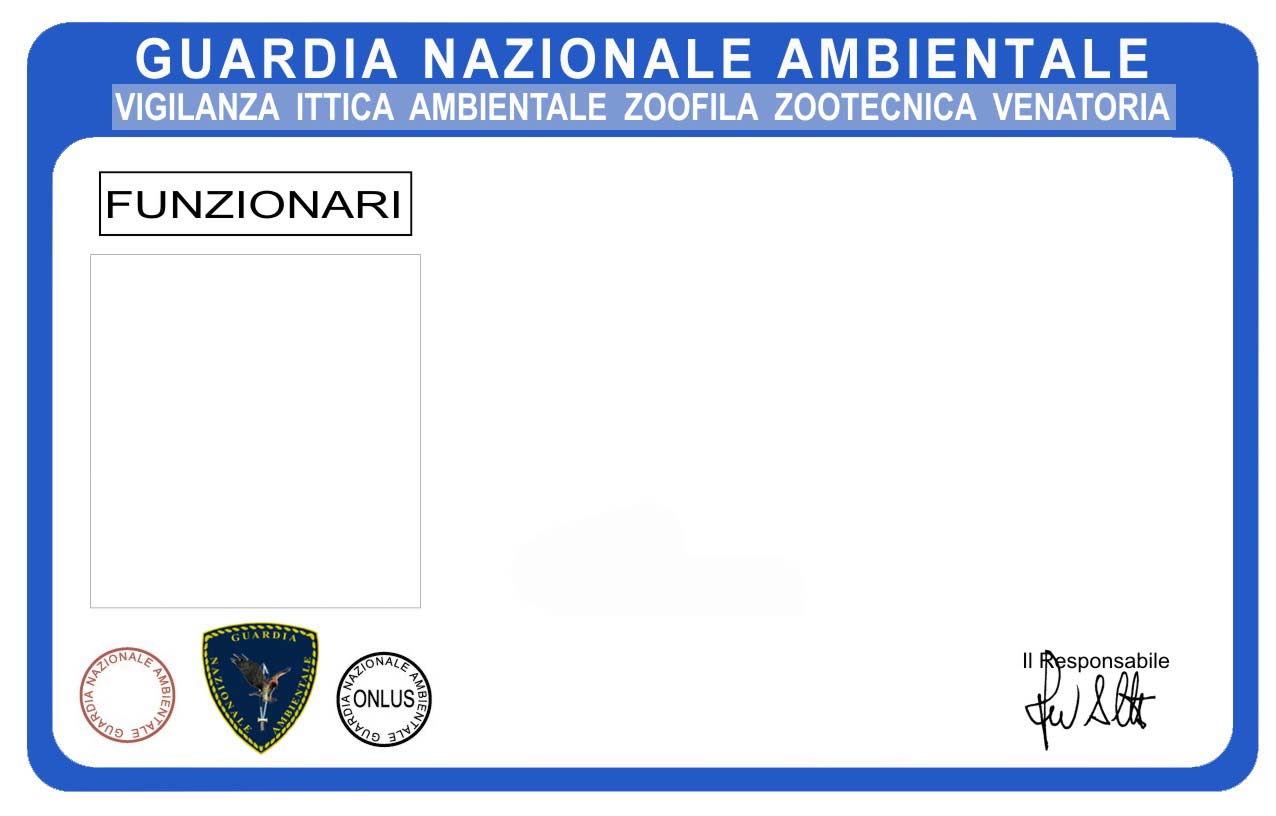 GUARDIA NAZIONALE AMBIENTALE
VIGILANZA ITTICA AMBIENTALE ZOOFILA ZOOTECNICA VENATORIA
FUNZIONARI
GUARDIA NAZIONALE AMBIENTALE
GUARDIA NAZIONALE AMBIENTALE
GUARDIA NAZIONALE AMBIENTALE
ONLUS
Il Responsabile